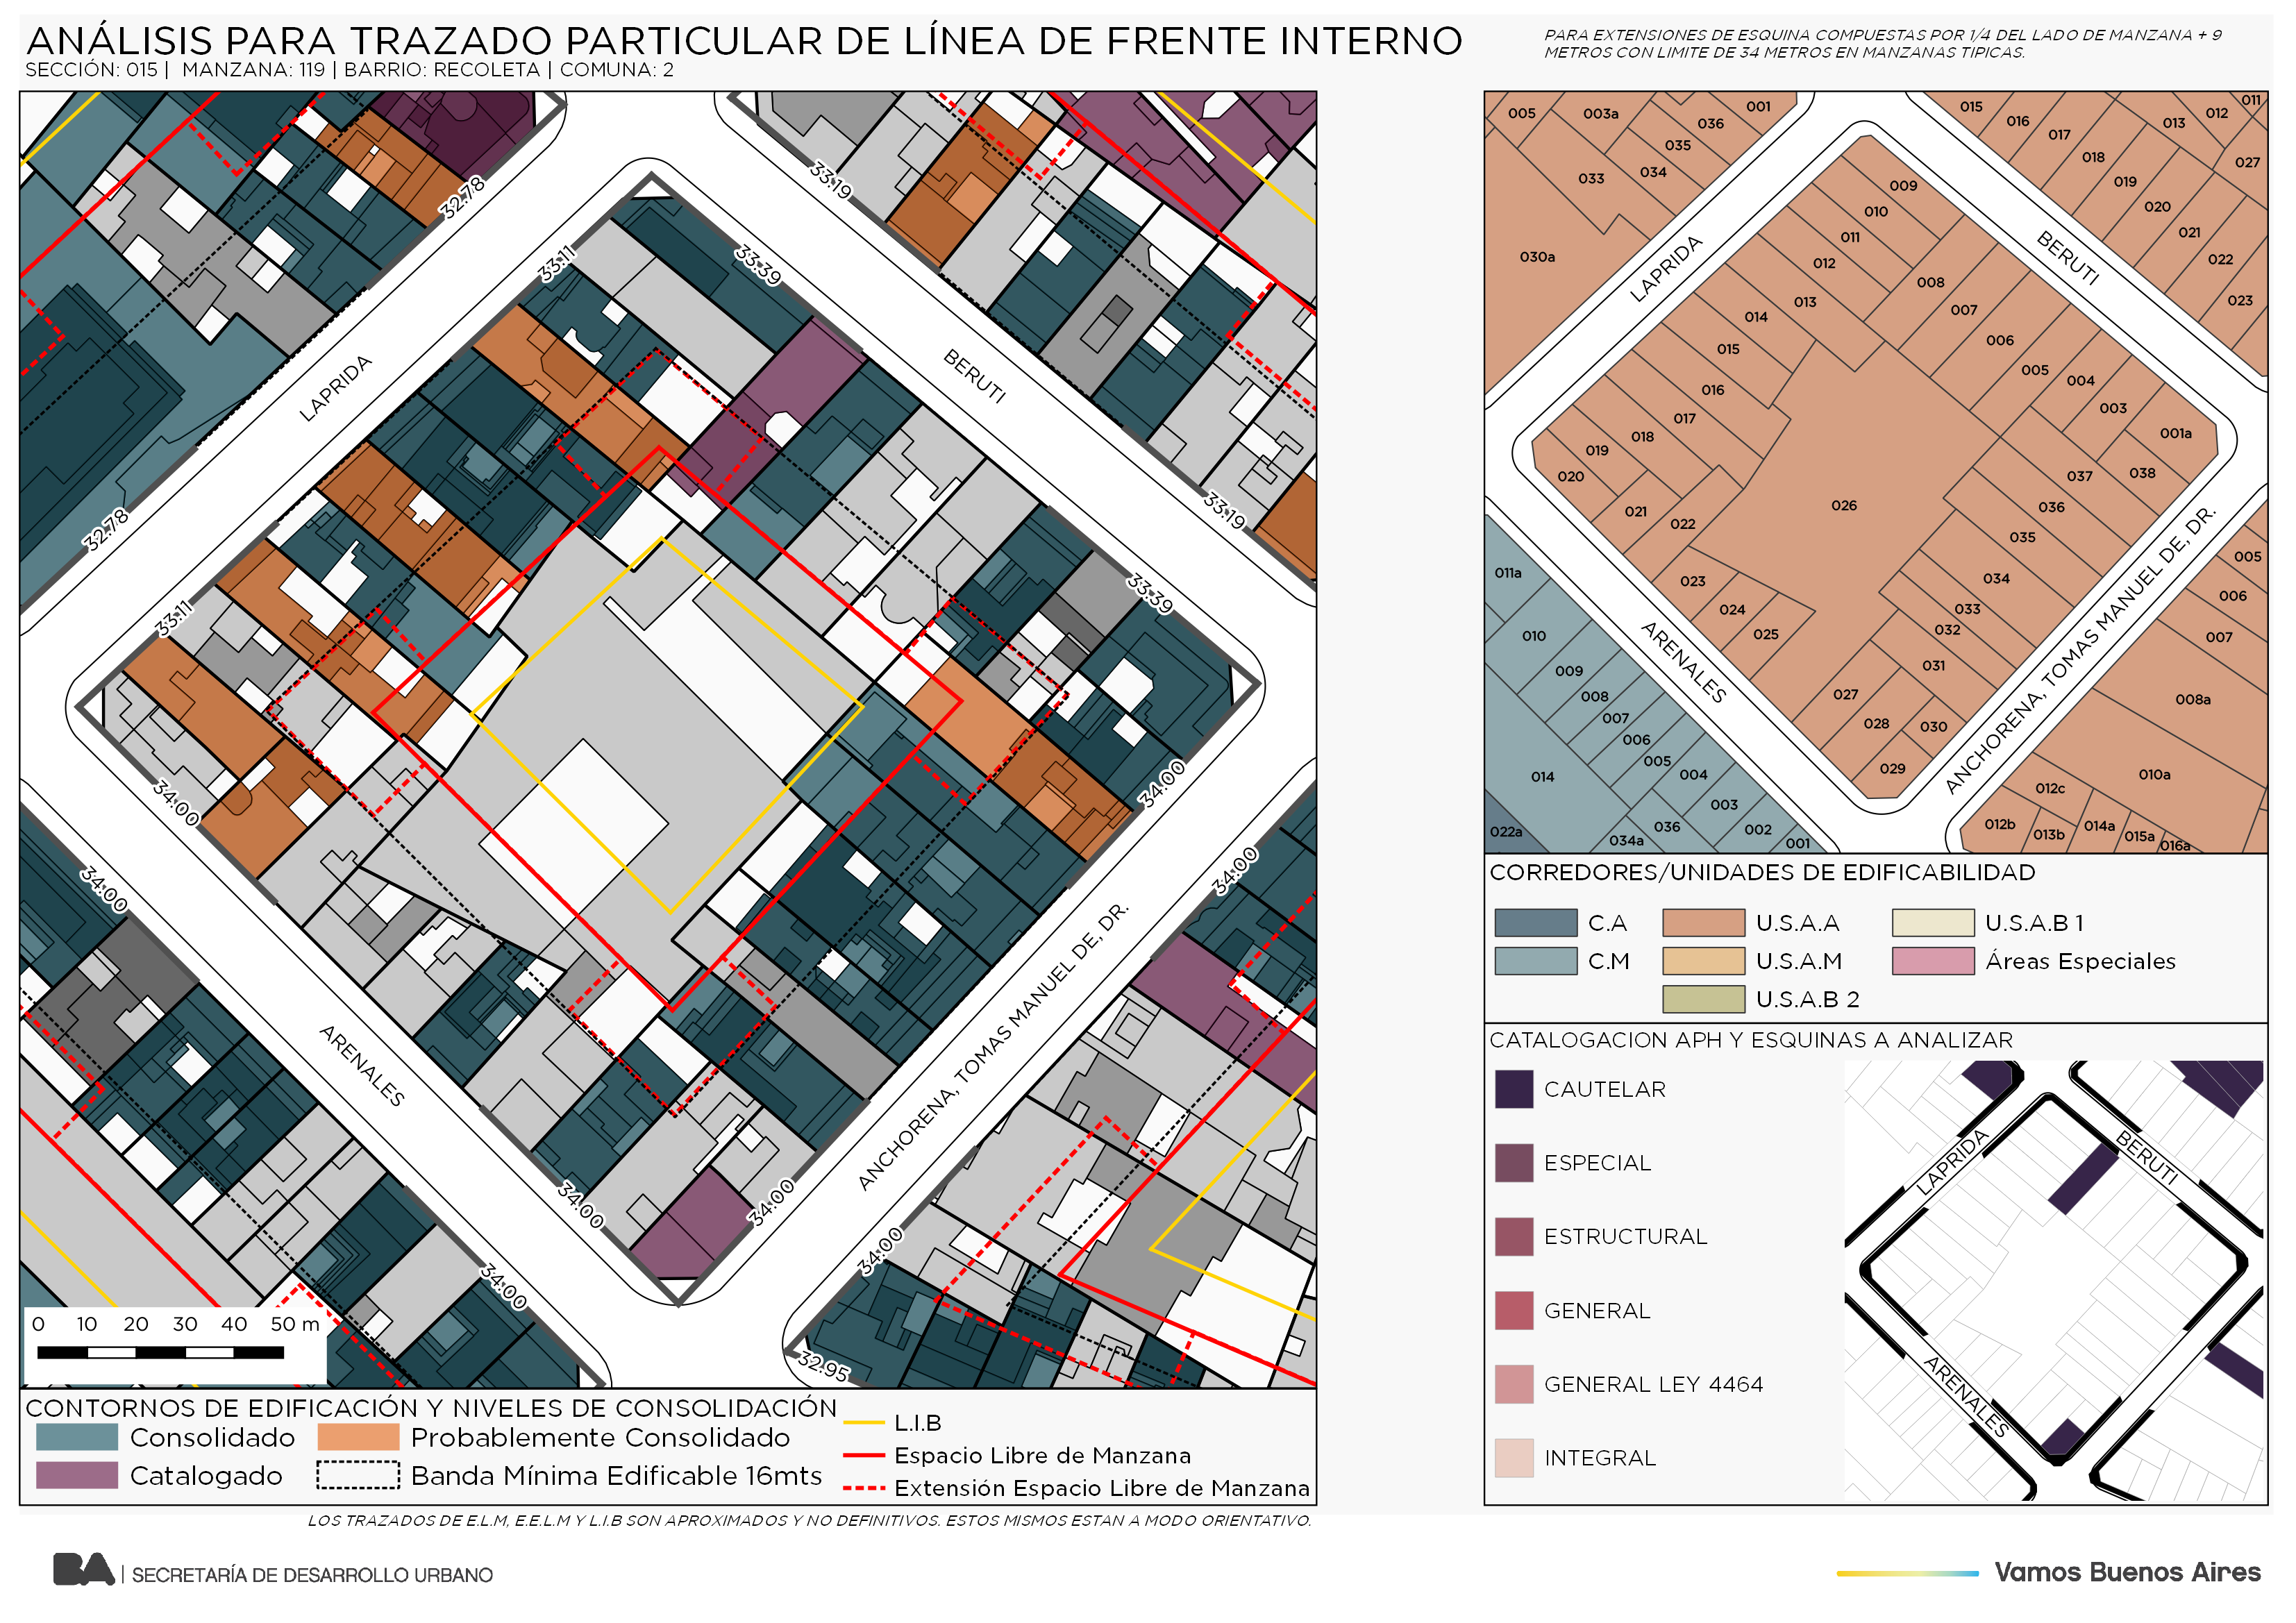 ANÁLISIS PARA TRAZADO PARTICULAR DE LÍNEA DE FRENTE INTERNO
SECCIÓN: 015 | MANZANA: 119 | BARRIO: RECOLETA | COMUNA: 2
PARA EXTENSIONES DE ESQUINA COMPUESTAS POR 1/4 DEL LADO DE MANZANA + 9
METROS CON LIMITE DE 34 METROS EN MANZANAS TIPICAS.
32.78
33.19
33.11
33.39
LAPRIDA
BERUTI
32.78
33.19
33.11
33.39
34.00
34.00
34.00
34.00
ARENALES
ANCHORENA, TOMAS MANUEL DE, DR.
34.00
34.00
34.00
34.00
32.95
0 10 20 30 40 50 m
CONTORNOS DE EDIFICACIÓN Y NIVELES DE CONSOLIDACIÓN
Consolidado
Probablemente Consolidado
Catalogado
Banda Mínima Edificable 16mts
L.I.B
Espacio Libre de Manzana
Extensión Espacio Libre de Manzana
LOS TRAZADOS DE E.L.M, E.E.L.M Y L.I.B SON APROXIMADOS Y NO DEFINITIVOS. ESTOS MISMOS ESTAN A MODO ORIENTATIVO.
005
003a
001
036
035
034
033
030a
015
016
017
018
013
012
011
027
019
020
021
022
023
LAPRIDA
BERUTI
009
010
011
012
013
008
007
014
006
015
005
004
016
003
017
001a
018
019
020
037
038
021
022
026
036
035
034
023
024
025
033
032
031
027
028
030
029
ARENALES
ANCHORENA, TOMAS MANUEL DE, DR.
011a
010
009
008
007
006
005
004
003
002
001
014
022a
034a
036
005
006
007
008a
010a
012c
012b
013b
014a
015a
016a
CORREDORES/UNIDADES DE EDIFICABILIDAD
C.A
U.S.A.A
U.S.A.B 1
C.M
U.S.A.M
Áreas Especiales
U.S.A.B 2
CATALOGACION APH Y ESQUINAS A ANALIZAR
CAUTELAR
ESPECIAL
ESTRUCTURAL
GENERAL
GENERAL LEY 4464
INTEGRAL
LAPRIDA
BERUTI
ARENALES
BA | SECRETARÍA DE DESARROLLO URBANO
Vamos Buenos Aires